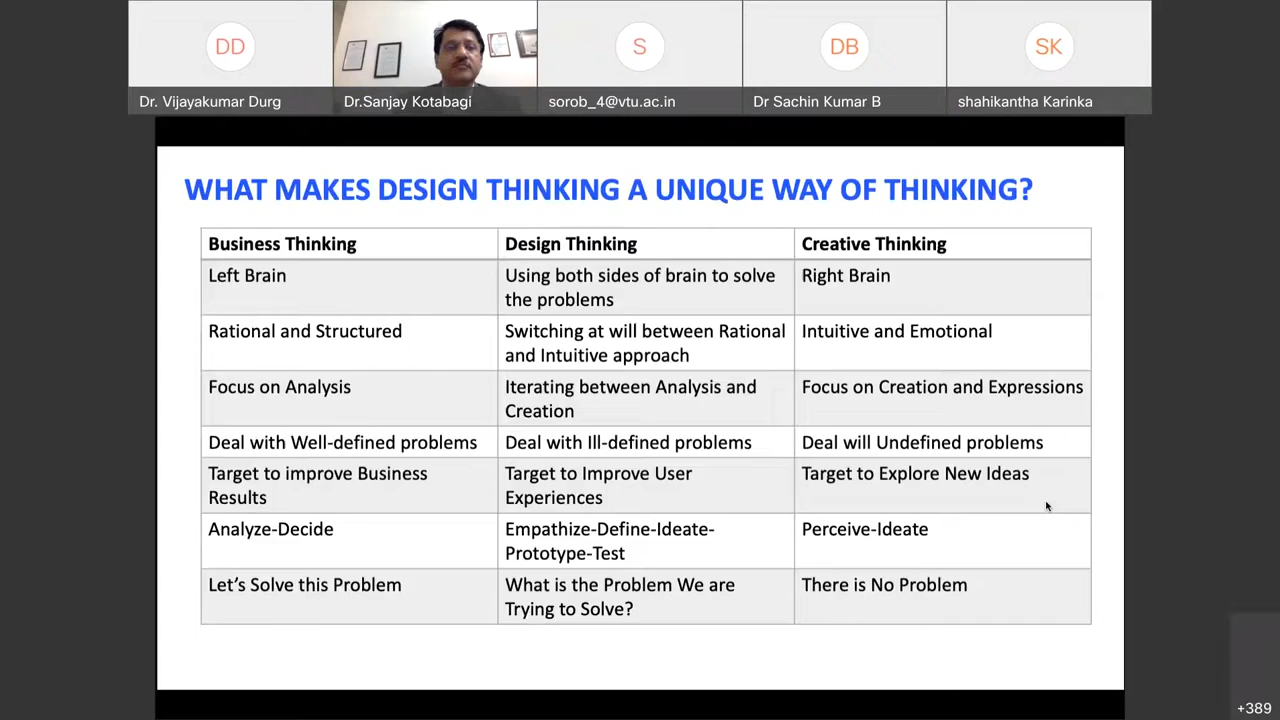 DD
S
DB
SK
Dr. Vijayakumar Durg
Dr.Sanjay Kotabagi
sorob_4@vtu.ac.in
Dr Sachin Kumar B
shahikantha Karinka
WHAT MAKES DESIGN THINKING A UNIQUE WAY OF THINKING?
Business Thinking
Design Thinking
Creative Thinking
Left Brain
Using both sides of brain to solve
the problems
Right Brain
Rational and Structured
Switching at will between Rational
and Intuitive approach
Intuitive and Emotional
Focus on Analysis
Iterating between Analysis and
Creation
Focus on Creation and Expressions
Deal with Well-defined problems
Deal with Ill-defined problems
Deal will Undefined problems
Target to improve Business
Results
Target to Improve User
Experiences
Target to Explore New Ideas
Analyze-Decide
Empathize-Define-Ideate-
Prototype-Test
Perceive-Ideate
Let's Solve this Problem
What is the Problem We are
Trying to Solve?
There is No Problem
+389